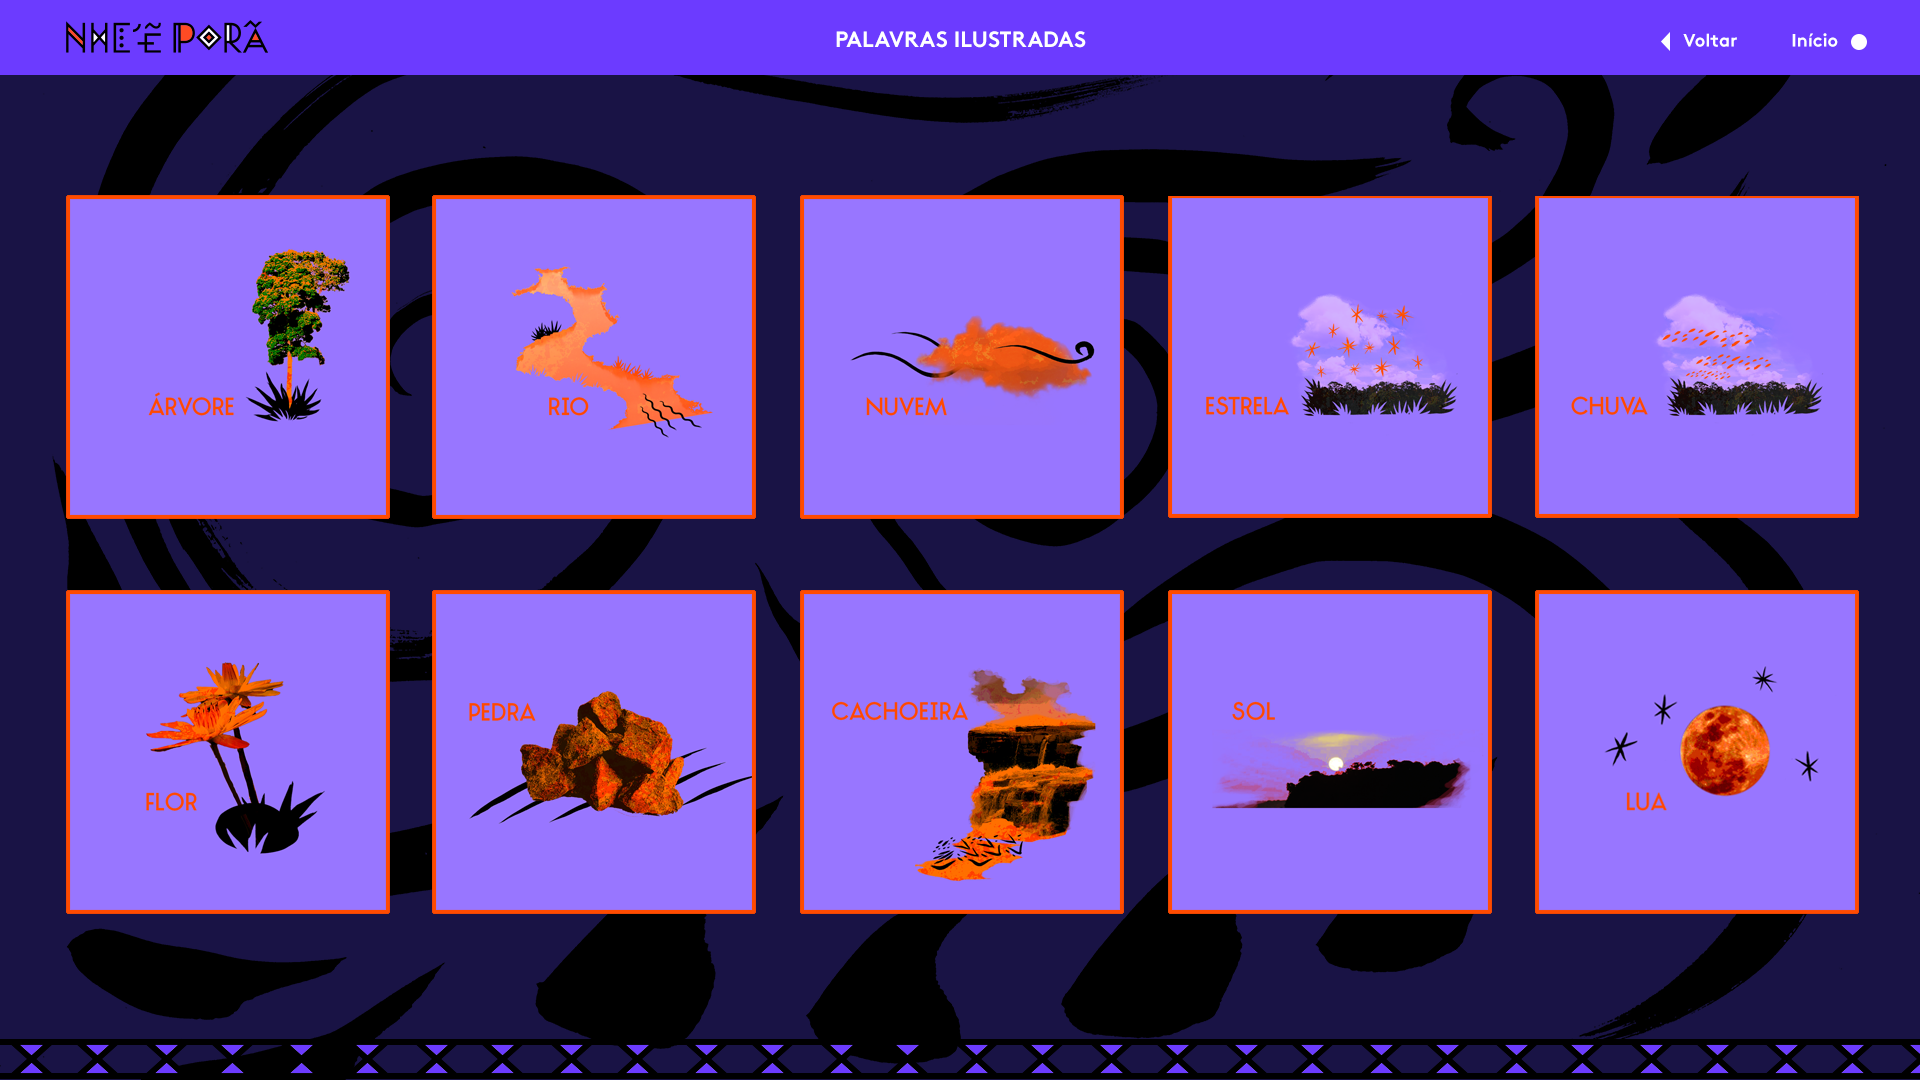 NHE'Ẽ PORÃ
PALAVRAS ILUSTRADAS
Voltar
Início
ÁRVORE
RIO
NUVEM
ESTRELA
CHUVA
FLOR
PEDRA
CACHOEIRA
SOL
LUA